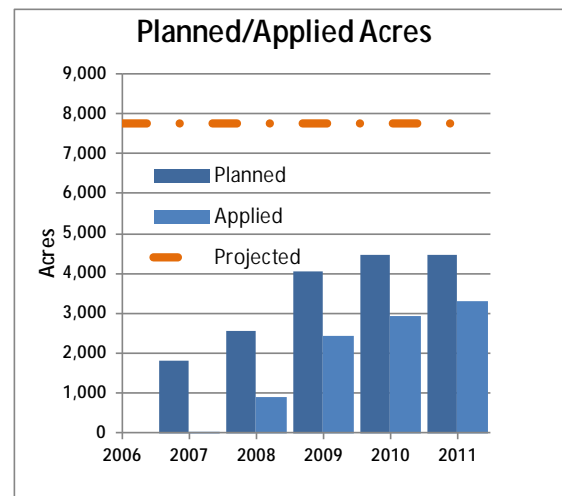 Planned/Applied Acres
9,000
8,000
7,000
6,000
5,000
4,000
3,000
2,000
1,000
0
Acres
Planned
Applied
Projected
2006 2007 2008 2009 2010 2011